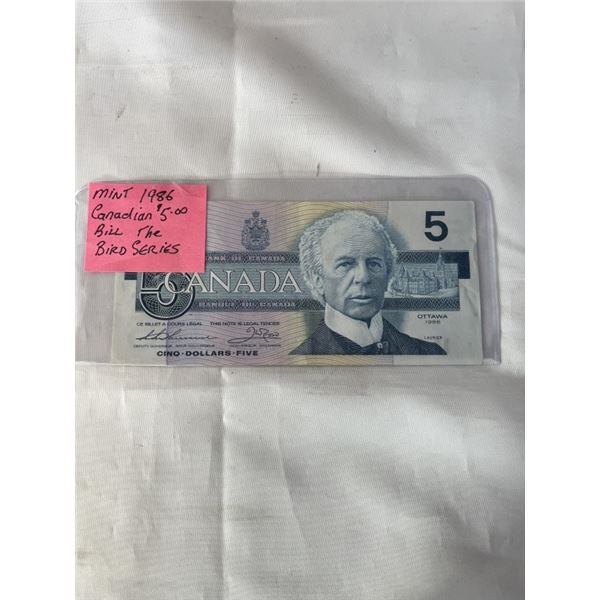 MINT 1986
Canadian $5.00
Bill The
BIRD SERIES
5
BANK OF CANADA
CANADA
BANQUE DU CANADA
CE BILLET A COURS LEGAL THIS NOTE IS LEGAL TENDER
OTTAWA
1986
LAURIER
CINQ·DOLLARS·FIVE